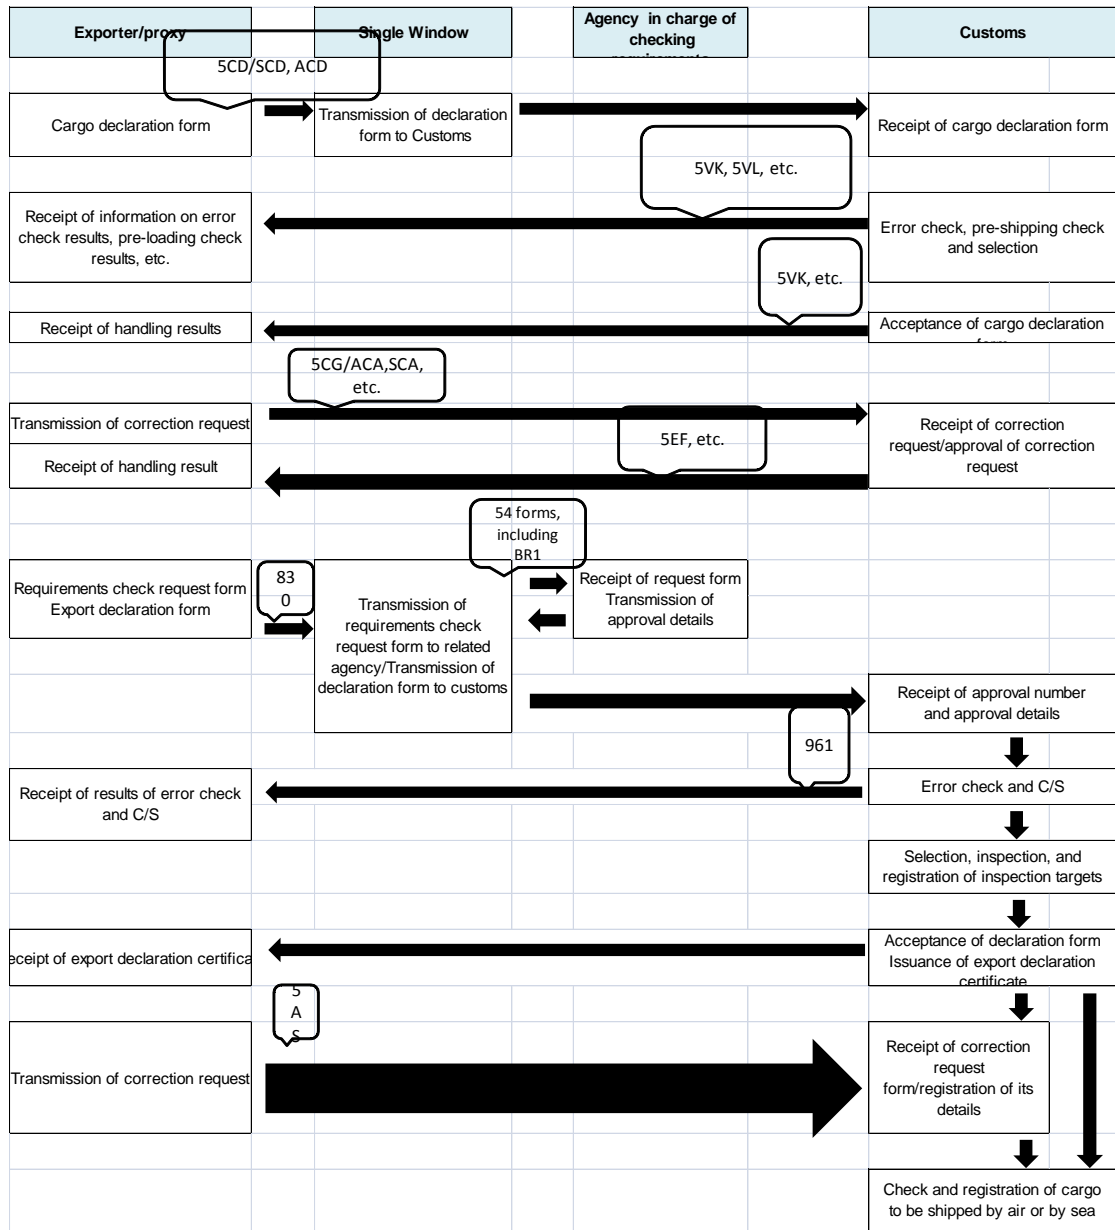 Exporter/proxy
Single Window
Agency in charge of
checking
requirements
Customs
5CD/SCD, ACD
Cargo declaration form
Transmission of declaration
form to Customs
Receipt of cargo declaration form
5VK, 5VL, etc.
Receipt of information on error
check results, pre-loading check
results, etc.
Error check, pre-shipping check
and selection
5VK, etc.
Receipt of handling results
Acceptance of cargo declaration
form
5CG/ACA,SCA,
etc.
Transmission of correction request
Receipt of correction
request/approval of correction
request
5EF, etc.
Receipt of handling result
54 forms,
including
BR1
Requirements check request form
Export declaration form
83
0
Transmission of
requirements check
request form to related
agency/Transmission of
declaration form to customs
Receipt of request form
Transmission of
approval details
Receipt of approval number
and approval details
961
Receipt of results of error check
and C/S
Error check and C/S
Selection, inspection, and
registration of inspection targets
eceipt of export declaration certifica
Acceptance of declaration form
Issuance of export declaration
certificate
5
A
S
Transmission of correction request
Receipt of correction
request
form/registration of its
details
Check and registration of cargo
to be shipped by air or by sea